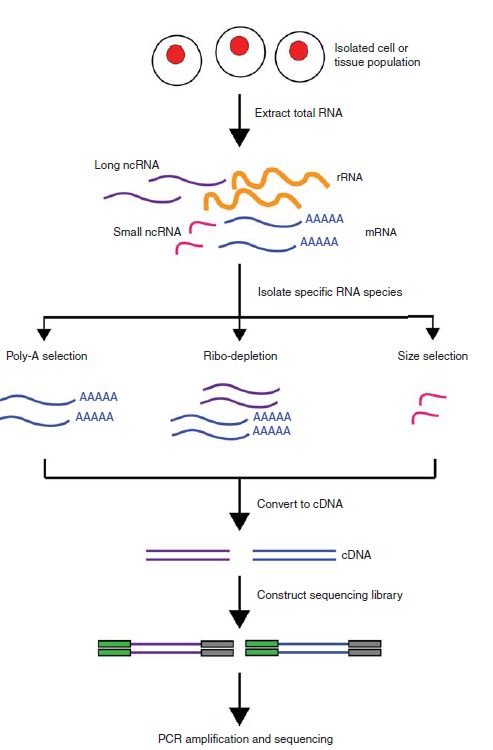 Isolated cell or
tissue population
Extract total RNA
Long ncRNA
rRNA
Small ncRNA
AAAAA
mRNA
AAAAA
Isolate specific RNA species
Poly-A selection
Ribo-depletion
Size selection
AAAAA
AAAAA
AAAAA
AAAAA
Convert to cDNA
cDNA
Construct sequencing library
PCR amplification and sequencing